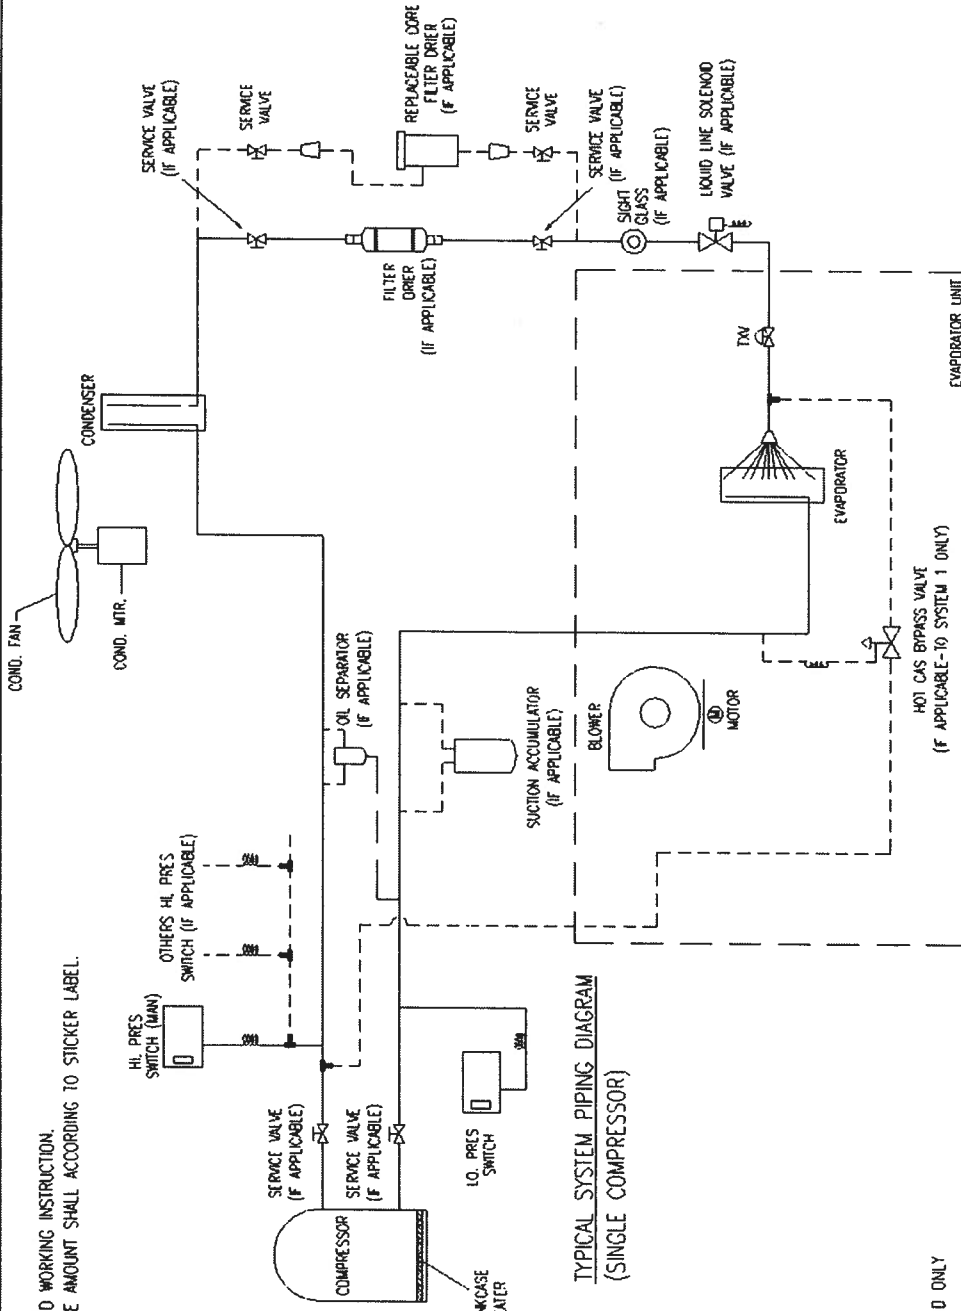 D WORKING INSTRUCTION.
E AMOUNT SHALL ACCORDING TO STICKER LABEL.
COND. FAN
COND. MTR.
CONDENSER
SERVICE VALVE
(IF APPLICABLE)
SERVICE
VALVE
REPLACEABLE CORE
FILTER DRIER
(IF APPLICABLE)
SERVICE
VALVE
SERVICE VALVE
(IF APPLICABLE)
FILTER
DRIER
(IF APPLICABLE)
SIGHT
GLASS
(IF APPLICABLE)
LIQUID LINE SOLENOID
VALVE (IF APPLICABLE)
HI. PRES
SWITCH (MAN)
OTHERS HI. PRES
SWITCH (IF APPLICABLE)
OIL SEPARATOR
(IF APPLICABLE)
SERVICE VALVE
(IF APPLICABLE)
SERVICE VALVE
(IF APPLICABLE)
COMPRESSOR
NKCASE
ATER
LO. PRES
SWITCH
SUCTION ACCUMULATOR
(IF APPLICABLE)
BLOWER
M
MOTOR
TXV
EVAPORATOR
EVAPORATOR UNIT
HOT GAS BYPASS VALVE
(IF APPLICABLE-TO SYSTEM 1 ONLY)
TYPICAL SYSTEM PIPING DIAGRAM
(SINGLE COMPRESSOR)
D ONLY